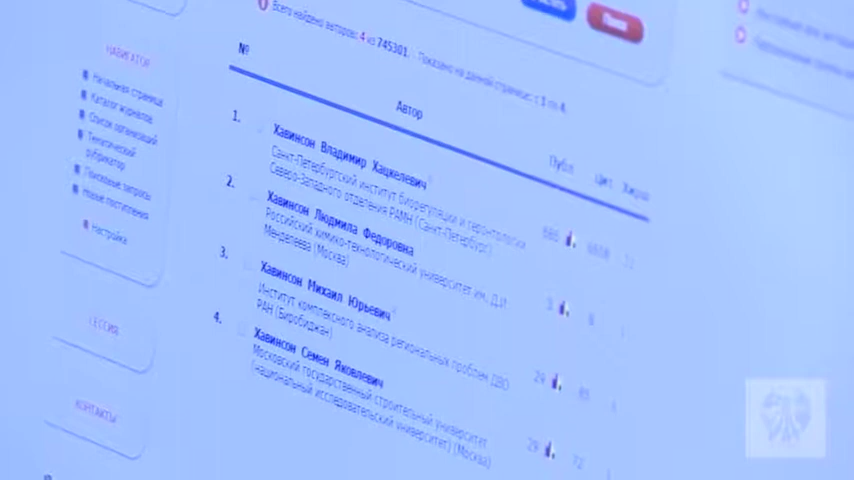 Всего найдено авторов: 4 из 745301. Показано на данной странице: с 1 по 4.
НАВИГАТОР
Начальная страница
Каталог журналов
Список организаций
Тематический
рубрикатор
Поисковые запросы
Новые поступления
Настройка
СЕССИЯ
КОНТАКТЫ
№ Автор Публ. Цит. Хирш
1. Хавинсон Владимир Хацкелевич
Санкт-Петербургский институт биорегуляции и геронтологии
Северо-Западного отделения РАМН (Санкт-Петербург)
2. Хавинсон Людмила Федоровна
Российский химико-технологический университет им. Д.И.
Менделеева (Москва)
3. Хавинсон Михаил Юрьевич
Институт комплексного анализа региональных проблем ДВО
РАН (Биробиджан)
29
4. Хавинсон Семен Яковлевич
Московский государственный строительный университет
(национальный исследовательский университет) (Москва)
29 72